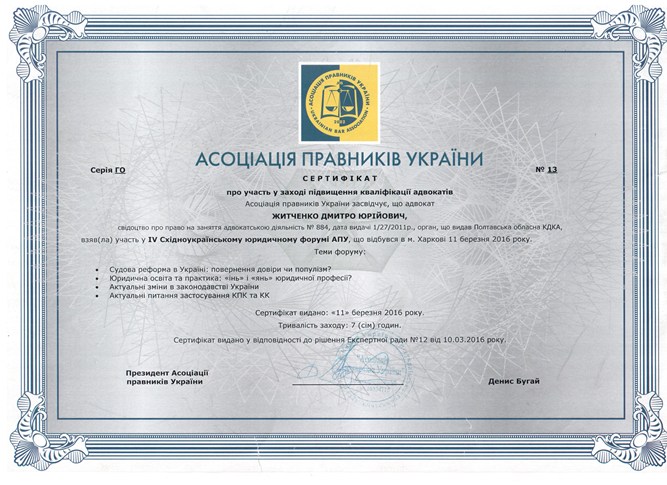 АСОЦІАЦІЯ ПРАВНИКІВ УКРАЇНИ
UKRAINIAN BAR ASSOCIATION
2002
АСОЦІАЦІЯ ПРАВНИКІВ УКРАЇНИ
Серія ГО
№ 13
СЕРТИФІКАТ
про участь у заході підвищення кваліфікації адвокатів
Асоціація правників України засвідчує, що адвокат
ЖИТЧЕНКО ДМИТРО ЮРІЙОВИЧ,
свідоцтво про право на заняття адвокатською діяльністю № 884, дата видачі 1/27/2011р., орган, що видав Полтавська обласна КДКА,
взяв(ла) участь у IV Східноукраїнському юридичному форумі АПУ, що відбувся в м. Харкові 11 березня 2016 року.
Теми форуму:
• Судова реформа в Україні: повернення довіри чи популізм?
• Юридична освіта та практика: «інь» і «янь» юридичної професії?
• Актуальні зміни в законодавстві України
• Актуальні питання застосування КПК та КК
Сертифікат видано: «11» березня 2016 року.
Тривалість заходу: 7 (сім) годин.
Сертифікат видано у відповідності до рішення Експертної ради №12 від 10.03.2016 року.
Президент Асоціації
правників України
Денис Бугай